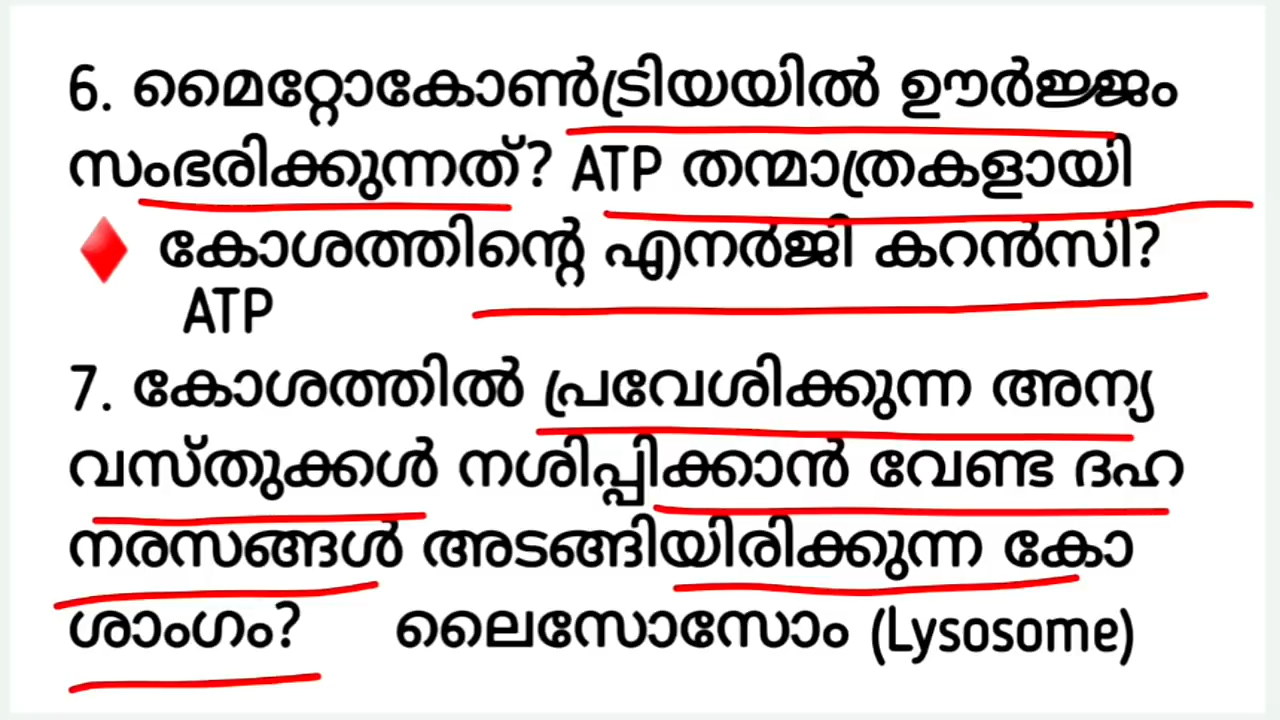 6. മൈറ്റോകോൺട്രിയയിൽ ഊർജ്ജം
സംഭരിക്കുന്നത്? ATP തന്മാത്രകളായി
കോശത്തിന്റെ എനർജി കറൻസി?
ATP
7. കോശത്തിൽ പ്രവേശിക്കുന്ന അന്യ
വസ്തുക്കൾ നശിപ്പിക്കാൻ വേണ്ട ദഹ
നരസങ്ങൾ അടങ്ങിയിരിക്കുന്ന കോ
ശാംഗം? ലൈസോസോം (Lysosome)